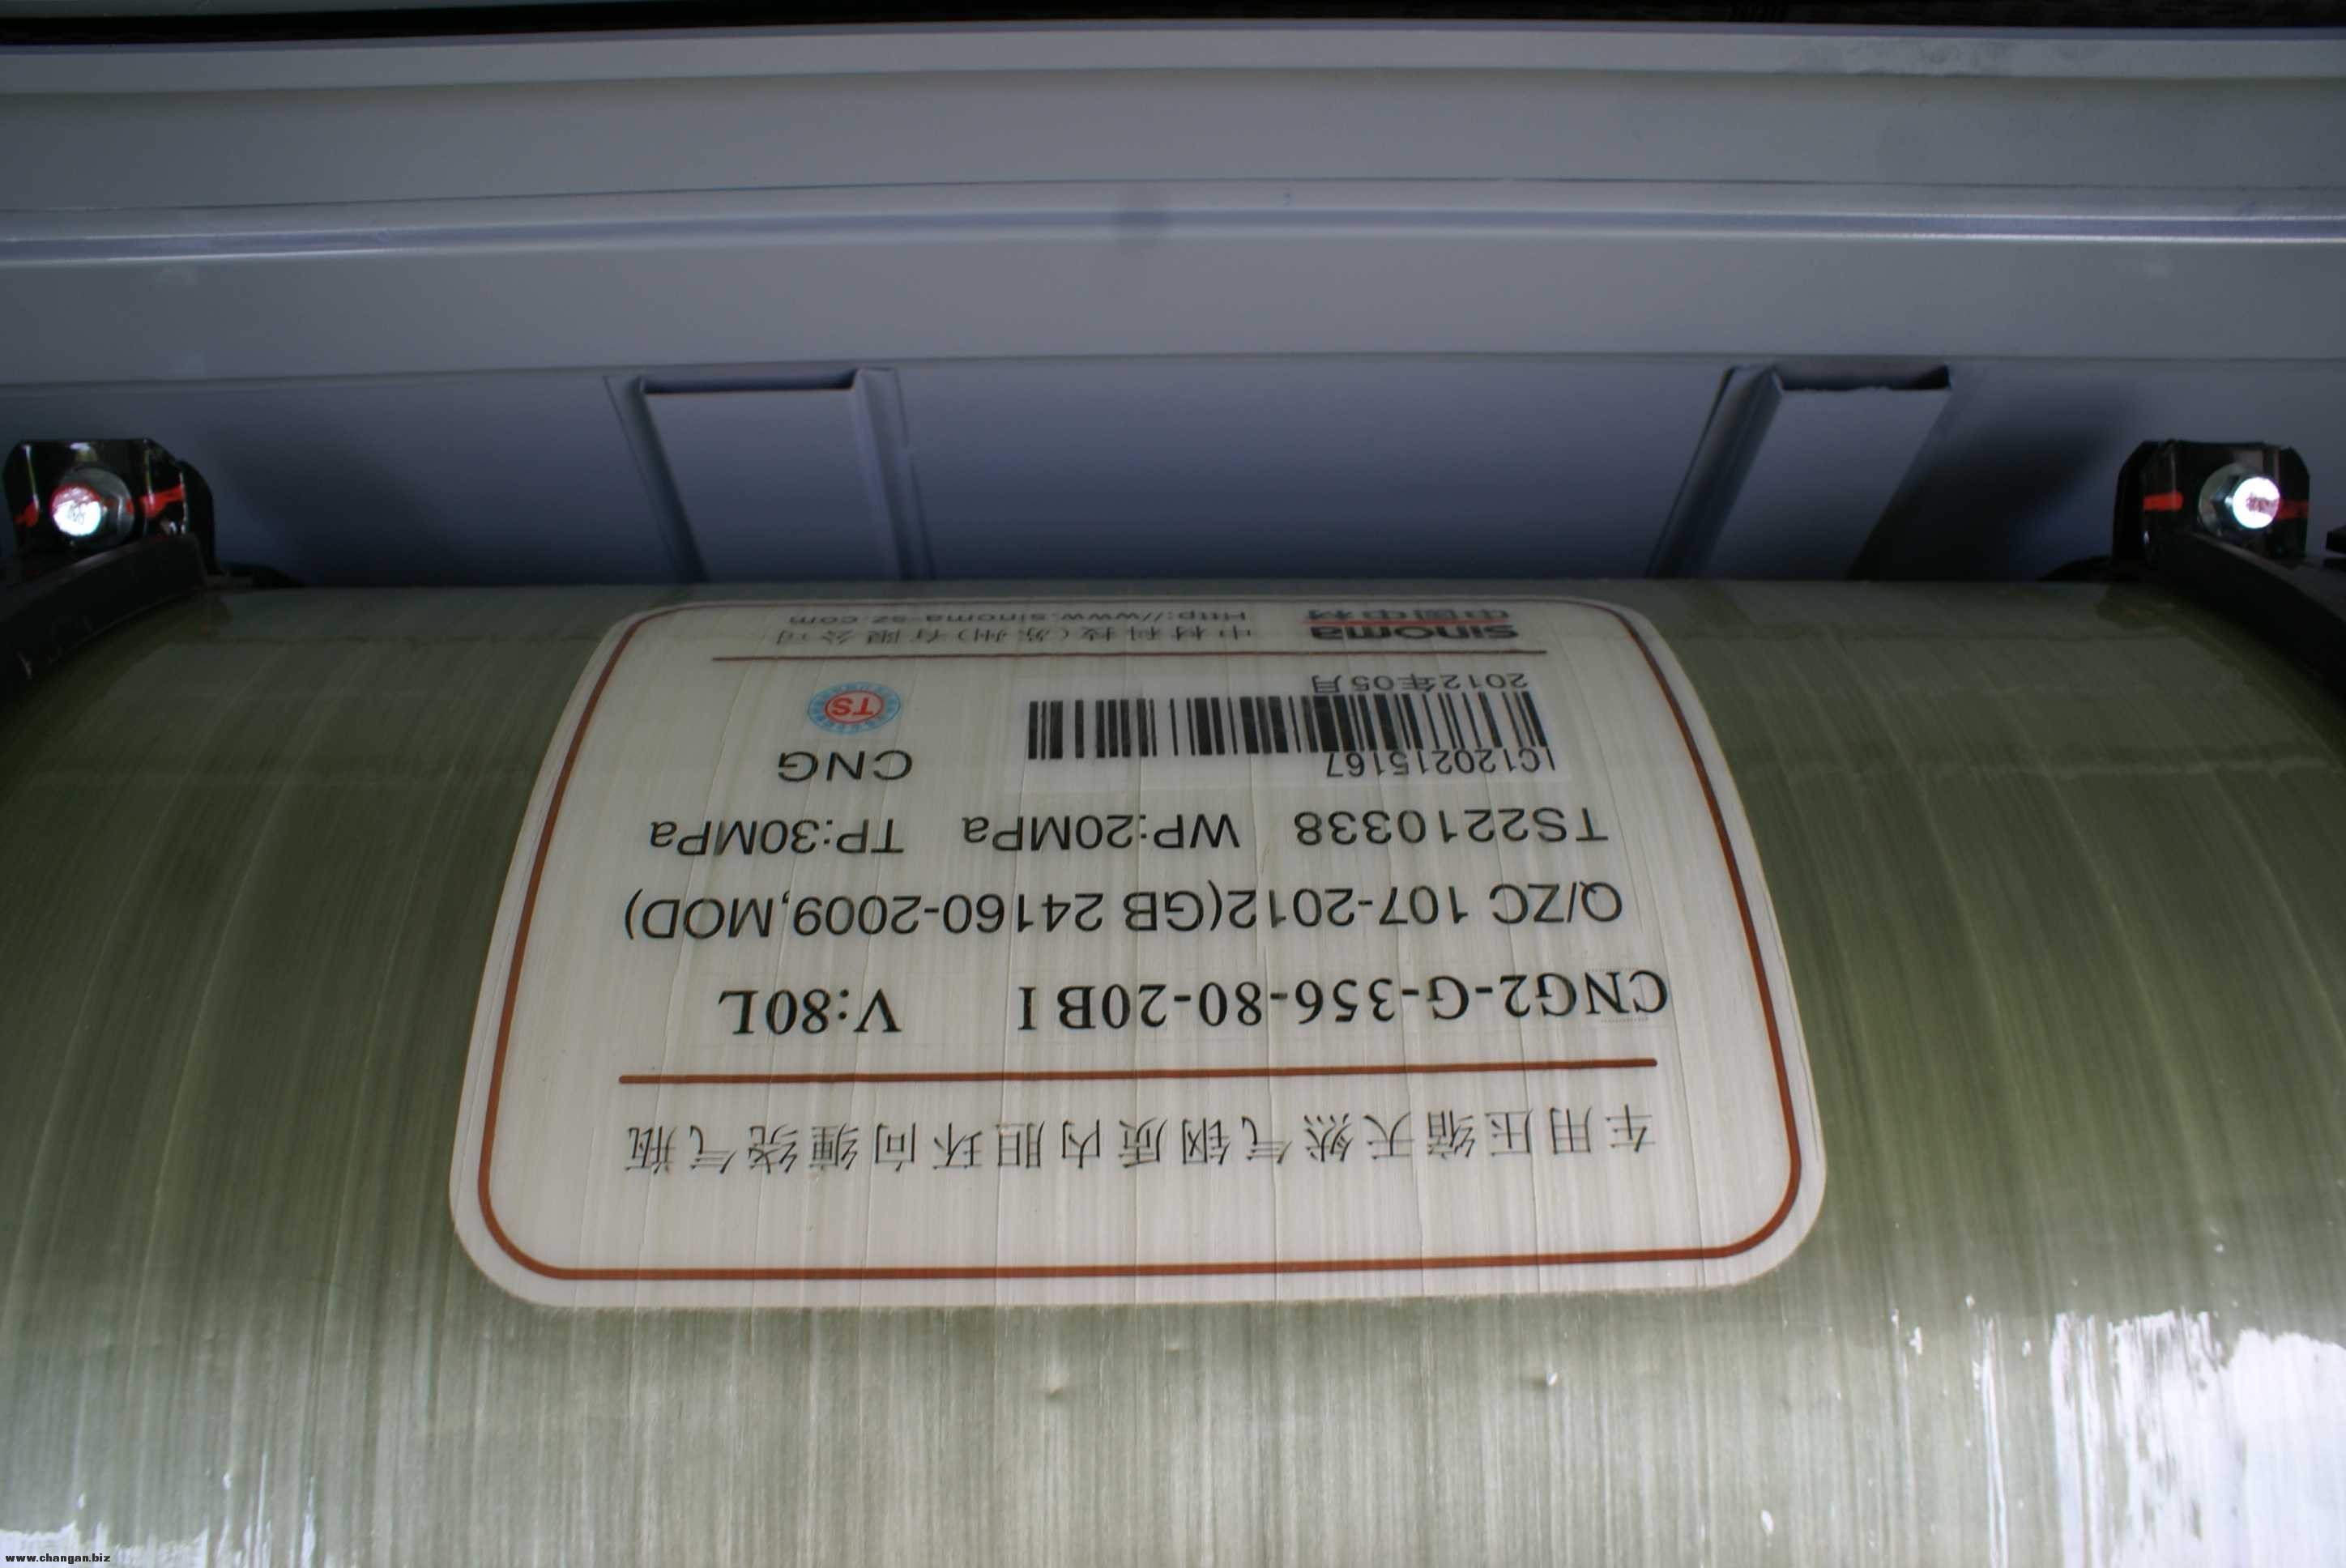 车用压缩天然气钢质内胆环向缠绕气瓶
CNG2-G-356-80-20B I V:80L
Q/ZC 107-2012(GB 24160-2009,MOD)
TS2210338 WP:20MPa TP:30MPa
LC120215167 CNG
TS
2012年05月
sinoma 中材科技(苏州)有限公司
中国中材 Http://www.sinoma-sz.com
www.changan.biz